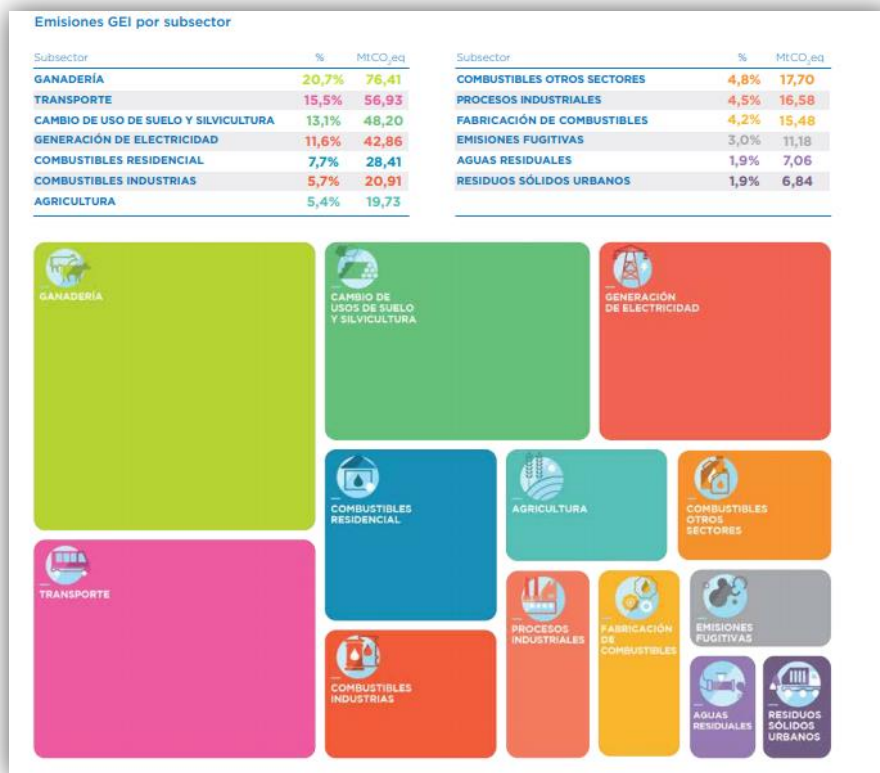 Emisiones GEI por subsector
Subsector % MtCO₂eq
GANADERÍA 20,7% 76,41
TRANSPORTE 15,5% 56,93
CAMBIO DE USO DE SUELO Y SILVICULTURA 13,1% 48,20
GENERACIÓN DE ELECTRICIDAD 11,6% 42,86
COMBUSTIBLES RESIDENCIAL 7,7% 28,41
COMBUSTIBLES INDUSTRIAS 5,7% 20,91
AGRICULTURA 5,4% 19,73
Subsector % MtCO₂eq
COMBUSTIBLES OTROS SECTORES 4,8% 17,70
PROCESOS INDUSTRIALES 4,5% 16,58
FABRICACIÓN DE COMBUSTIBLES 4,2% 15,48
EMISIONES FUGITIVAS 3,0% 11,18
AGUAS RESIDUALES 1,9% 7,06
RESIDUOS SÓLIDOS URBANOS 1,9% 6,84
GANADERÍA
CAMBIO DE
USOS DE SUELO
Y SILVICULTURA
GENERACIÓN
DE ELECTRICIDAD
COMBUSTIBLES
RESIDENCIAL
AGRICULTURA
COMBUSTIBLES
OTROS
SECTORES
TRANSPORTE
COMBUSTIBLES
INDUSTRIAS
PROCESOS
INDUSTRIALES
FABRICACIÓN
DE
COMBUSTIBLES
EMISIONES
FUGITIVAS
AGUAS
RESIDUALES
RESIDUOS
SÓLIDOS
URBANOS